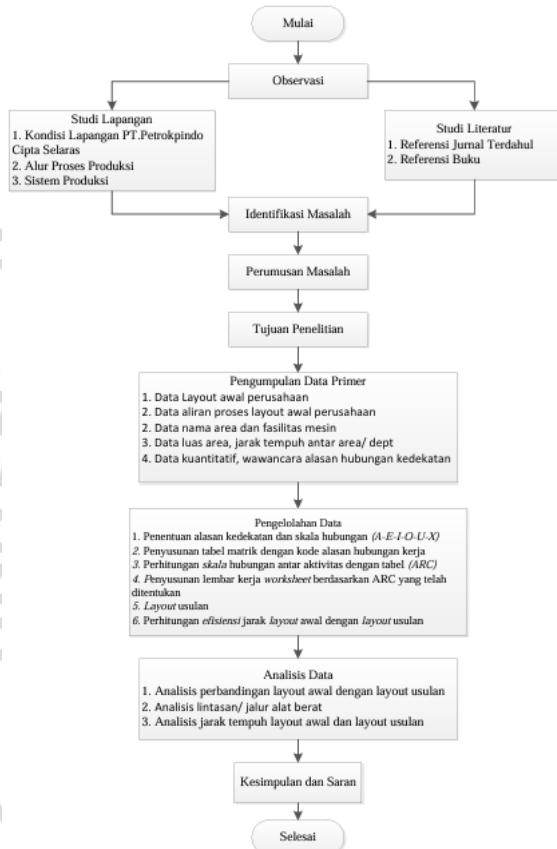 Mulai
Observasi
Studi Lapangan
1. Kondisi Lapangan PT.Petrokpindo
Cipta Selaras
2. Alur Proses Produksi
3. Sistem Produksi
Studi Literatur
1. Referensi Jurnal Terdahul
2. Referensi Buku
Identifikasi Masalah
Perumusan Masalah
Tujuan Penelitian
Pengumpulan Data Primer
1. Data Layout awal perusahaan
2. Data aliran proses layout awal perusahaan
2. Data nama area dan fasilitas mesin
3. Data luas area, jarak tempuh antar area/ dept
4. Data kuantitatif, wawancara alasan hubungan kedekatan
Pengelolahan Data
1. Penentuan alasan kedekatan dan skala hubungan (A-E-I-O-U-X)
2. Penyusunan tabel matrik dengan kode alasan hubungan kerja
3. Perhitungan skala hubungan antar aktivitas dengan tabel (ARC)
4. Penyusunan lembar kerja worksheet berdasarkan ARC yang telah
ditentukan
5. Layout usulan
6. Perhitungan efisiensi jarak layout awal dengan layout usulan
Analisis Data
1. Analisis perbandingan layout awal dengan layout usulan
2. Analisis lintasan/ jalur alat berat
3. Analisis jarak tempuh layout awal dan layout usulan
Kesimpulan dan Saran
Selesai